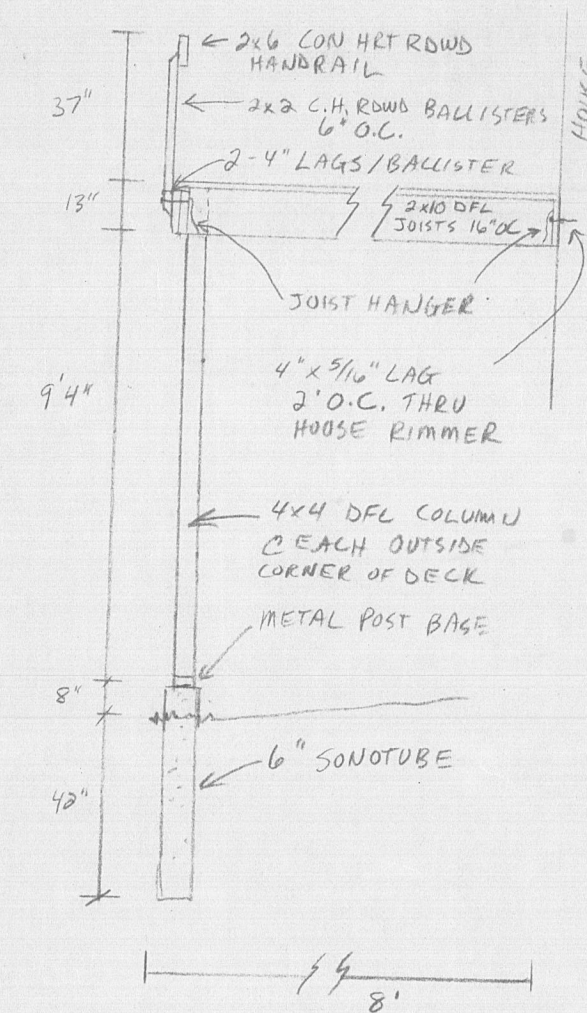 2x6 CON HRT RDWD
HANDRAIL
37"
2x2 C.H. RDWD BALLISTERS
6" O.C.
HOUSE
2-4" LAGS/BALLISTER
13"
2x10 DFL
JOISTS 16" OC
JOIST HANGER
4" x 5/16" LAG
2' O.C. THRU
HOUSE RIMMER
9'4"
4x4 DFL COLUMN
@ EACH OUTSIDE
CORNER OF DECK
METAL POST BASE
8"
6" SONOTUBE
42"
8'